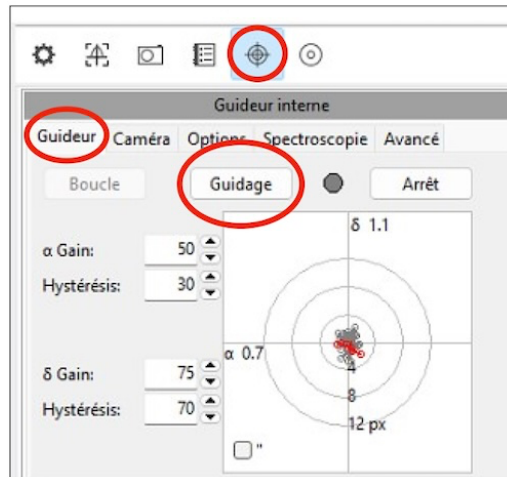 Guideur interne
Guideur Caméra Options Spectroscopie Avancé
Boucle Guidage Arrêt
δ 1.1
α Gain: 50
Hystérésis: 30
α 0.7
4
δ Gain: 75
8
Hystérésis: 70
12 px
"